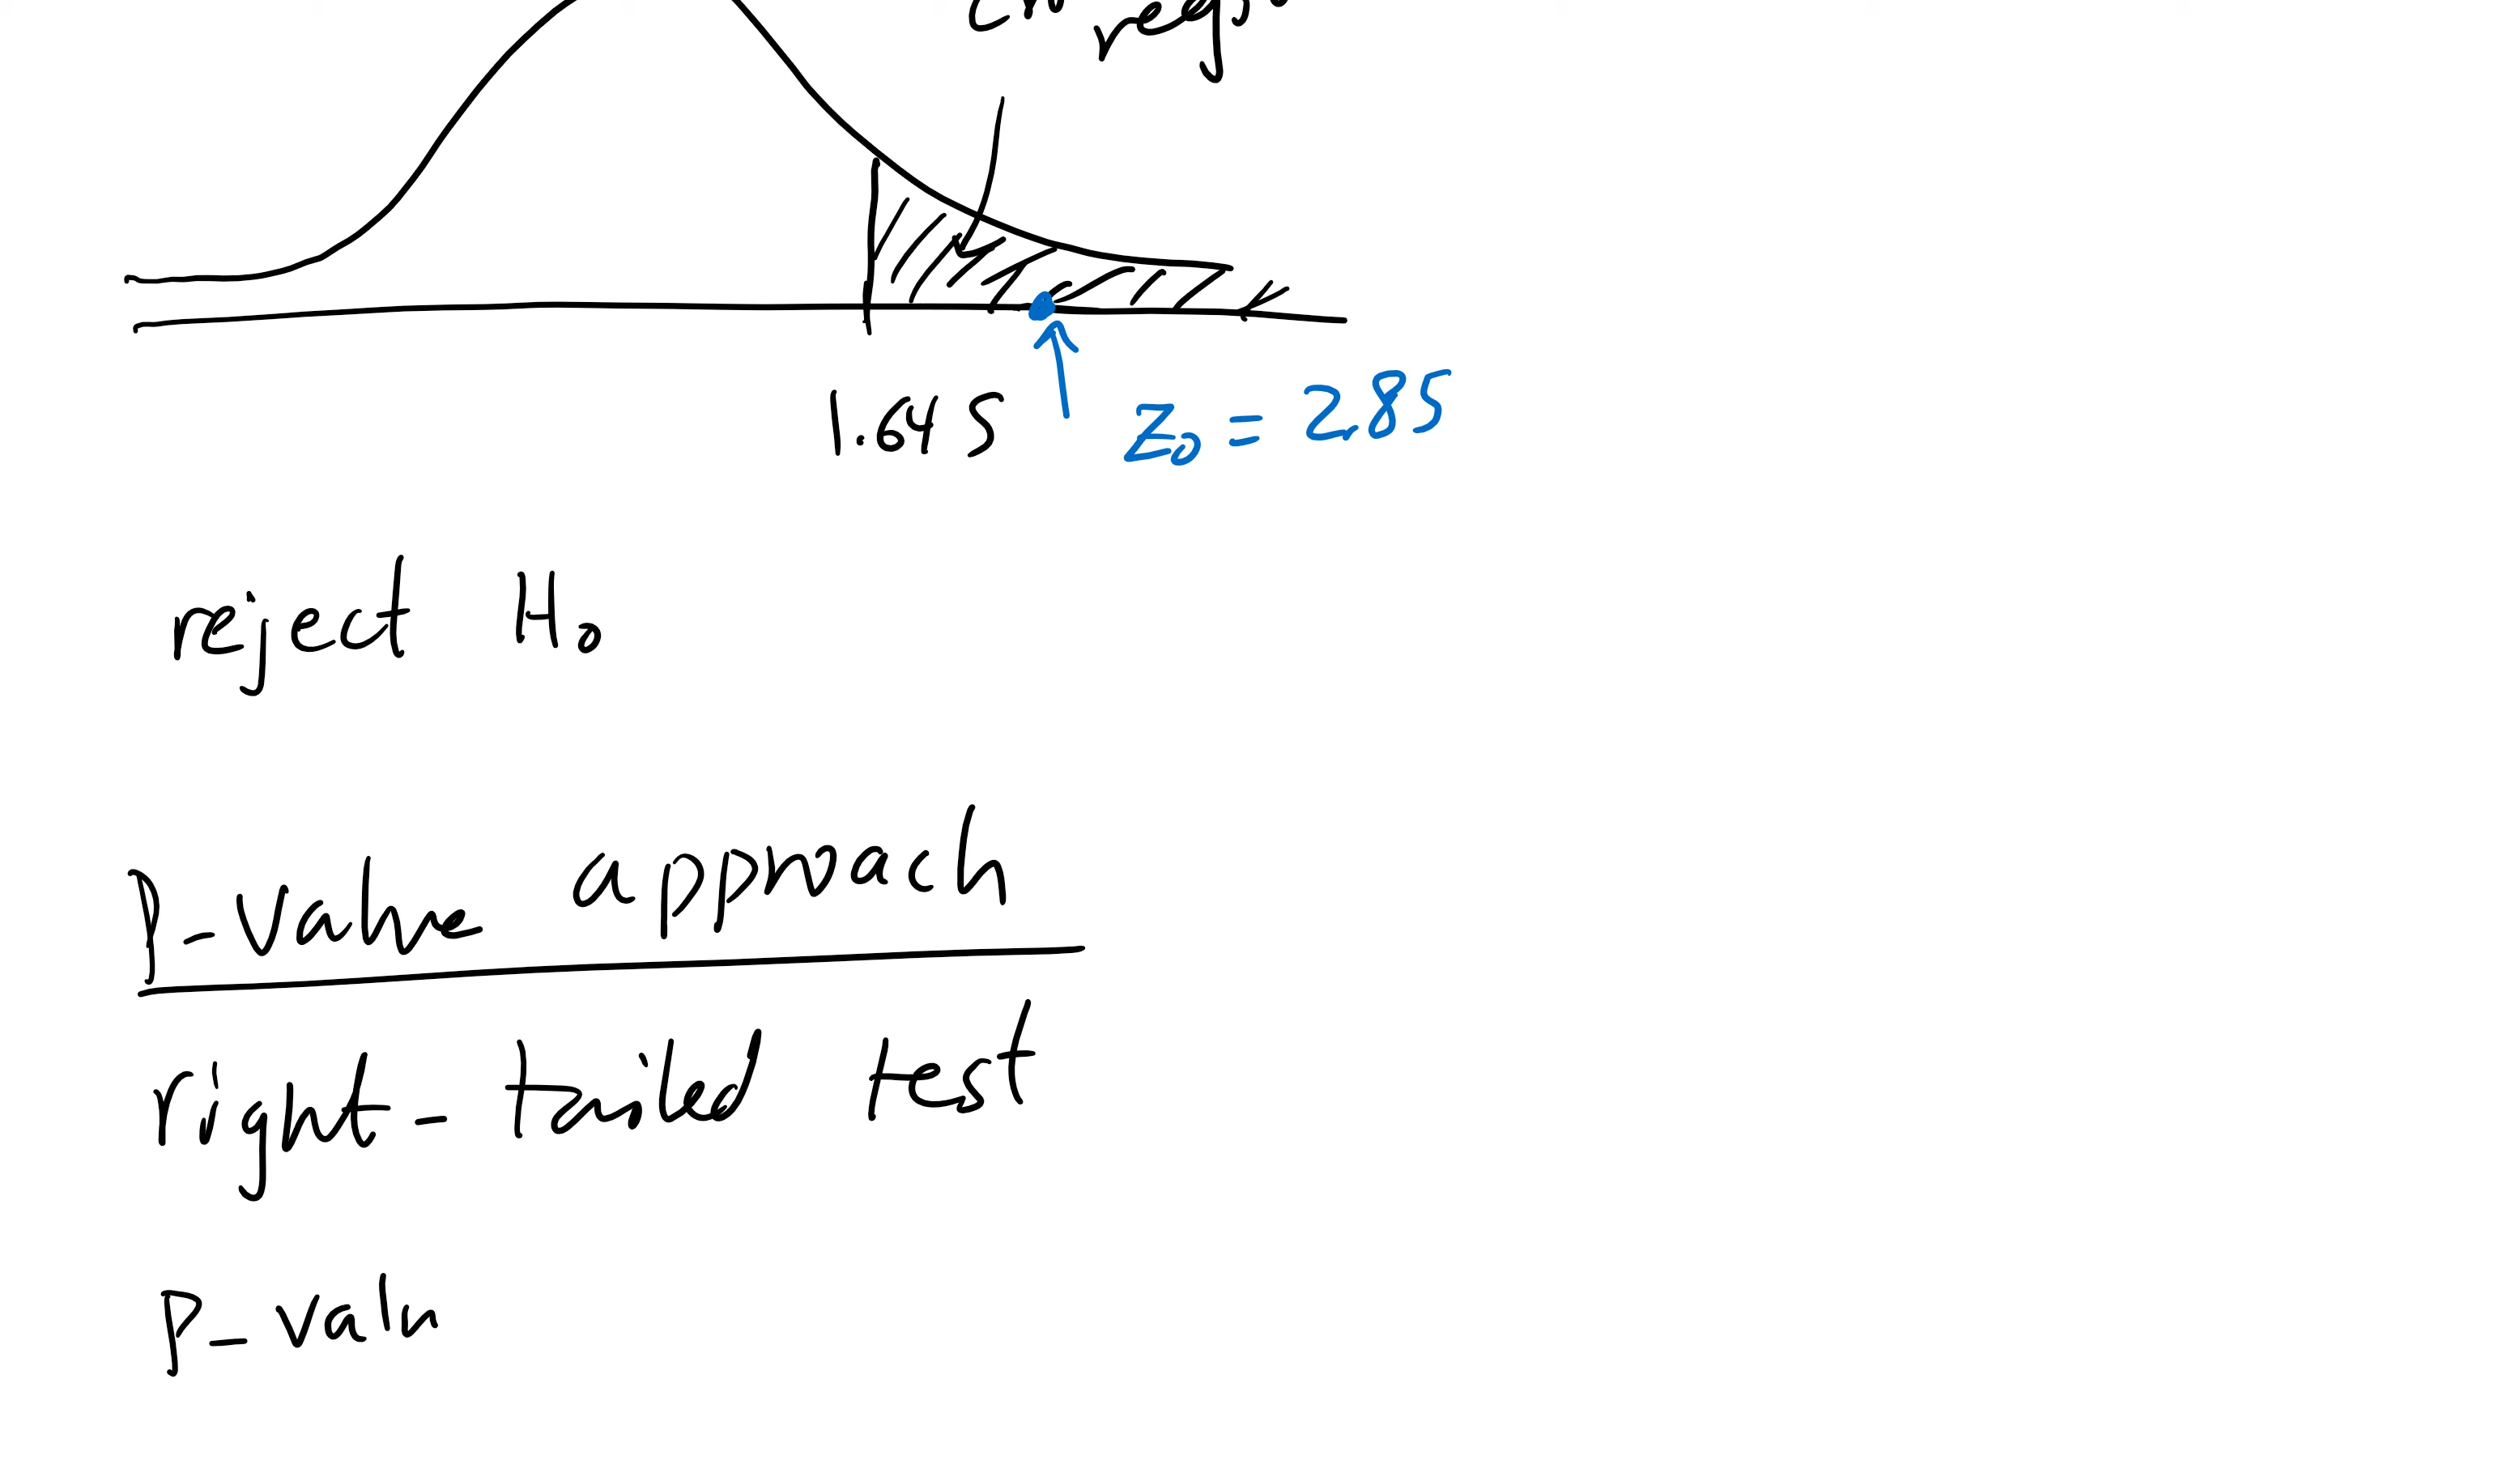 1.645
z₀ = 2.85
reject H₀
P-value approach
right-tailed test
P-valu